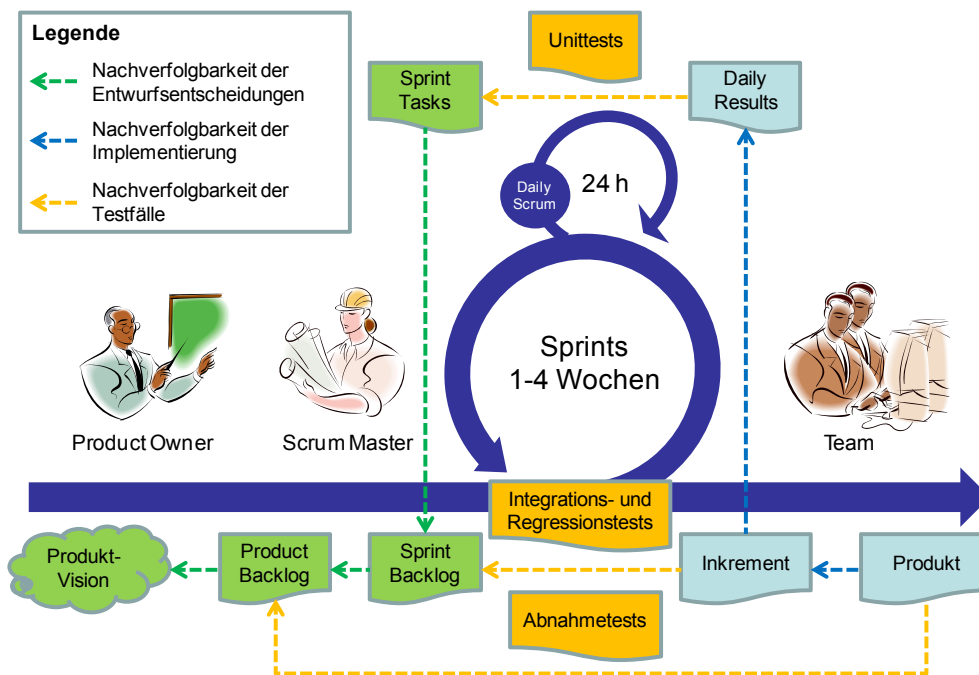 Legende
Nachverfolgbarkeit der
Entwurfsentscheidungen
Nachverfolgbarkeit der
Implementierung
Nachverfolgbarkeit der
Testfälle
Unittests
Sprint
Tasks
Daily
Results
Daily
Scrum
24 h
Sprints
1-4 Wochen
Product Owner
Scrum Master
Team
Integrations- und
Regressionstests
Produkt-
Vision
Product
Backlog
Sprint
Backlog
Inkrement
Produkt
Abnahmetests